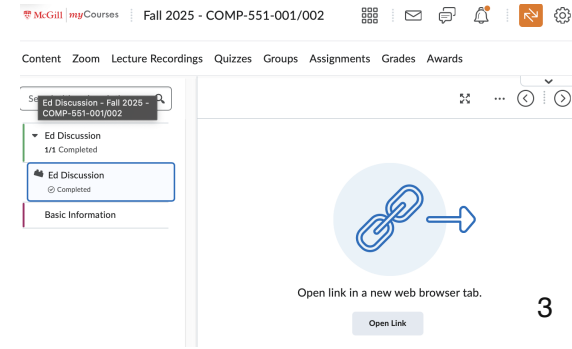 McGill myCourses Fall 2025 - COMP-551-001/002
Content Zoom Lecture Recordings Quizzes Groups Assignments Grades Awards
Ed Discussion - Fall 2025 -
COMP-551-001/002
Ed Discussion
1/1 Completed
Ed Discussion
Completed
Basic Information
Open link in a new web browser tab.
Open Link
3